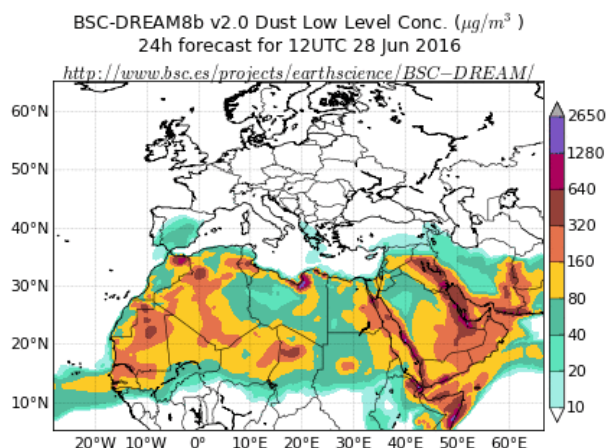 BSC-DREAM8b v2.0 Dust Low Level Conc. (μg/m³ )
24h forecast for 12UTC 28 Jun 2016
http://www.bsc.es/projects/earthscience/BSC−DREAM/
60°N
50°N
40°N
30°N
20°N
10°N
20°W 10°W 0° 10°E 20°E 30°E 40°E 50°E 60°E
2650
1280
640
320
160
80
40
20
10